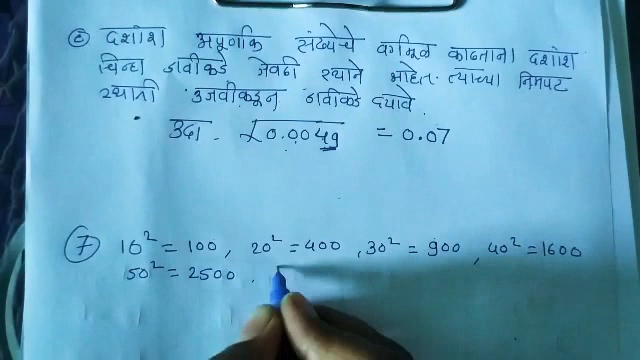 ⑥ दशांश अपूर्णांक संख्येचे वर्गमूळ काढताना दशांश
चिन्ह डावीकडे जेवढी स्थाने आहेत त्याच्या निमपट
स्थानी उजवीकडून डावीकडे द्यावे.
उदा. √0.0049 = 0.07
⑦ 10² = 100, 20² = 400, 30² = 900, 40² = 1600
50² = 2500.